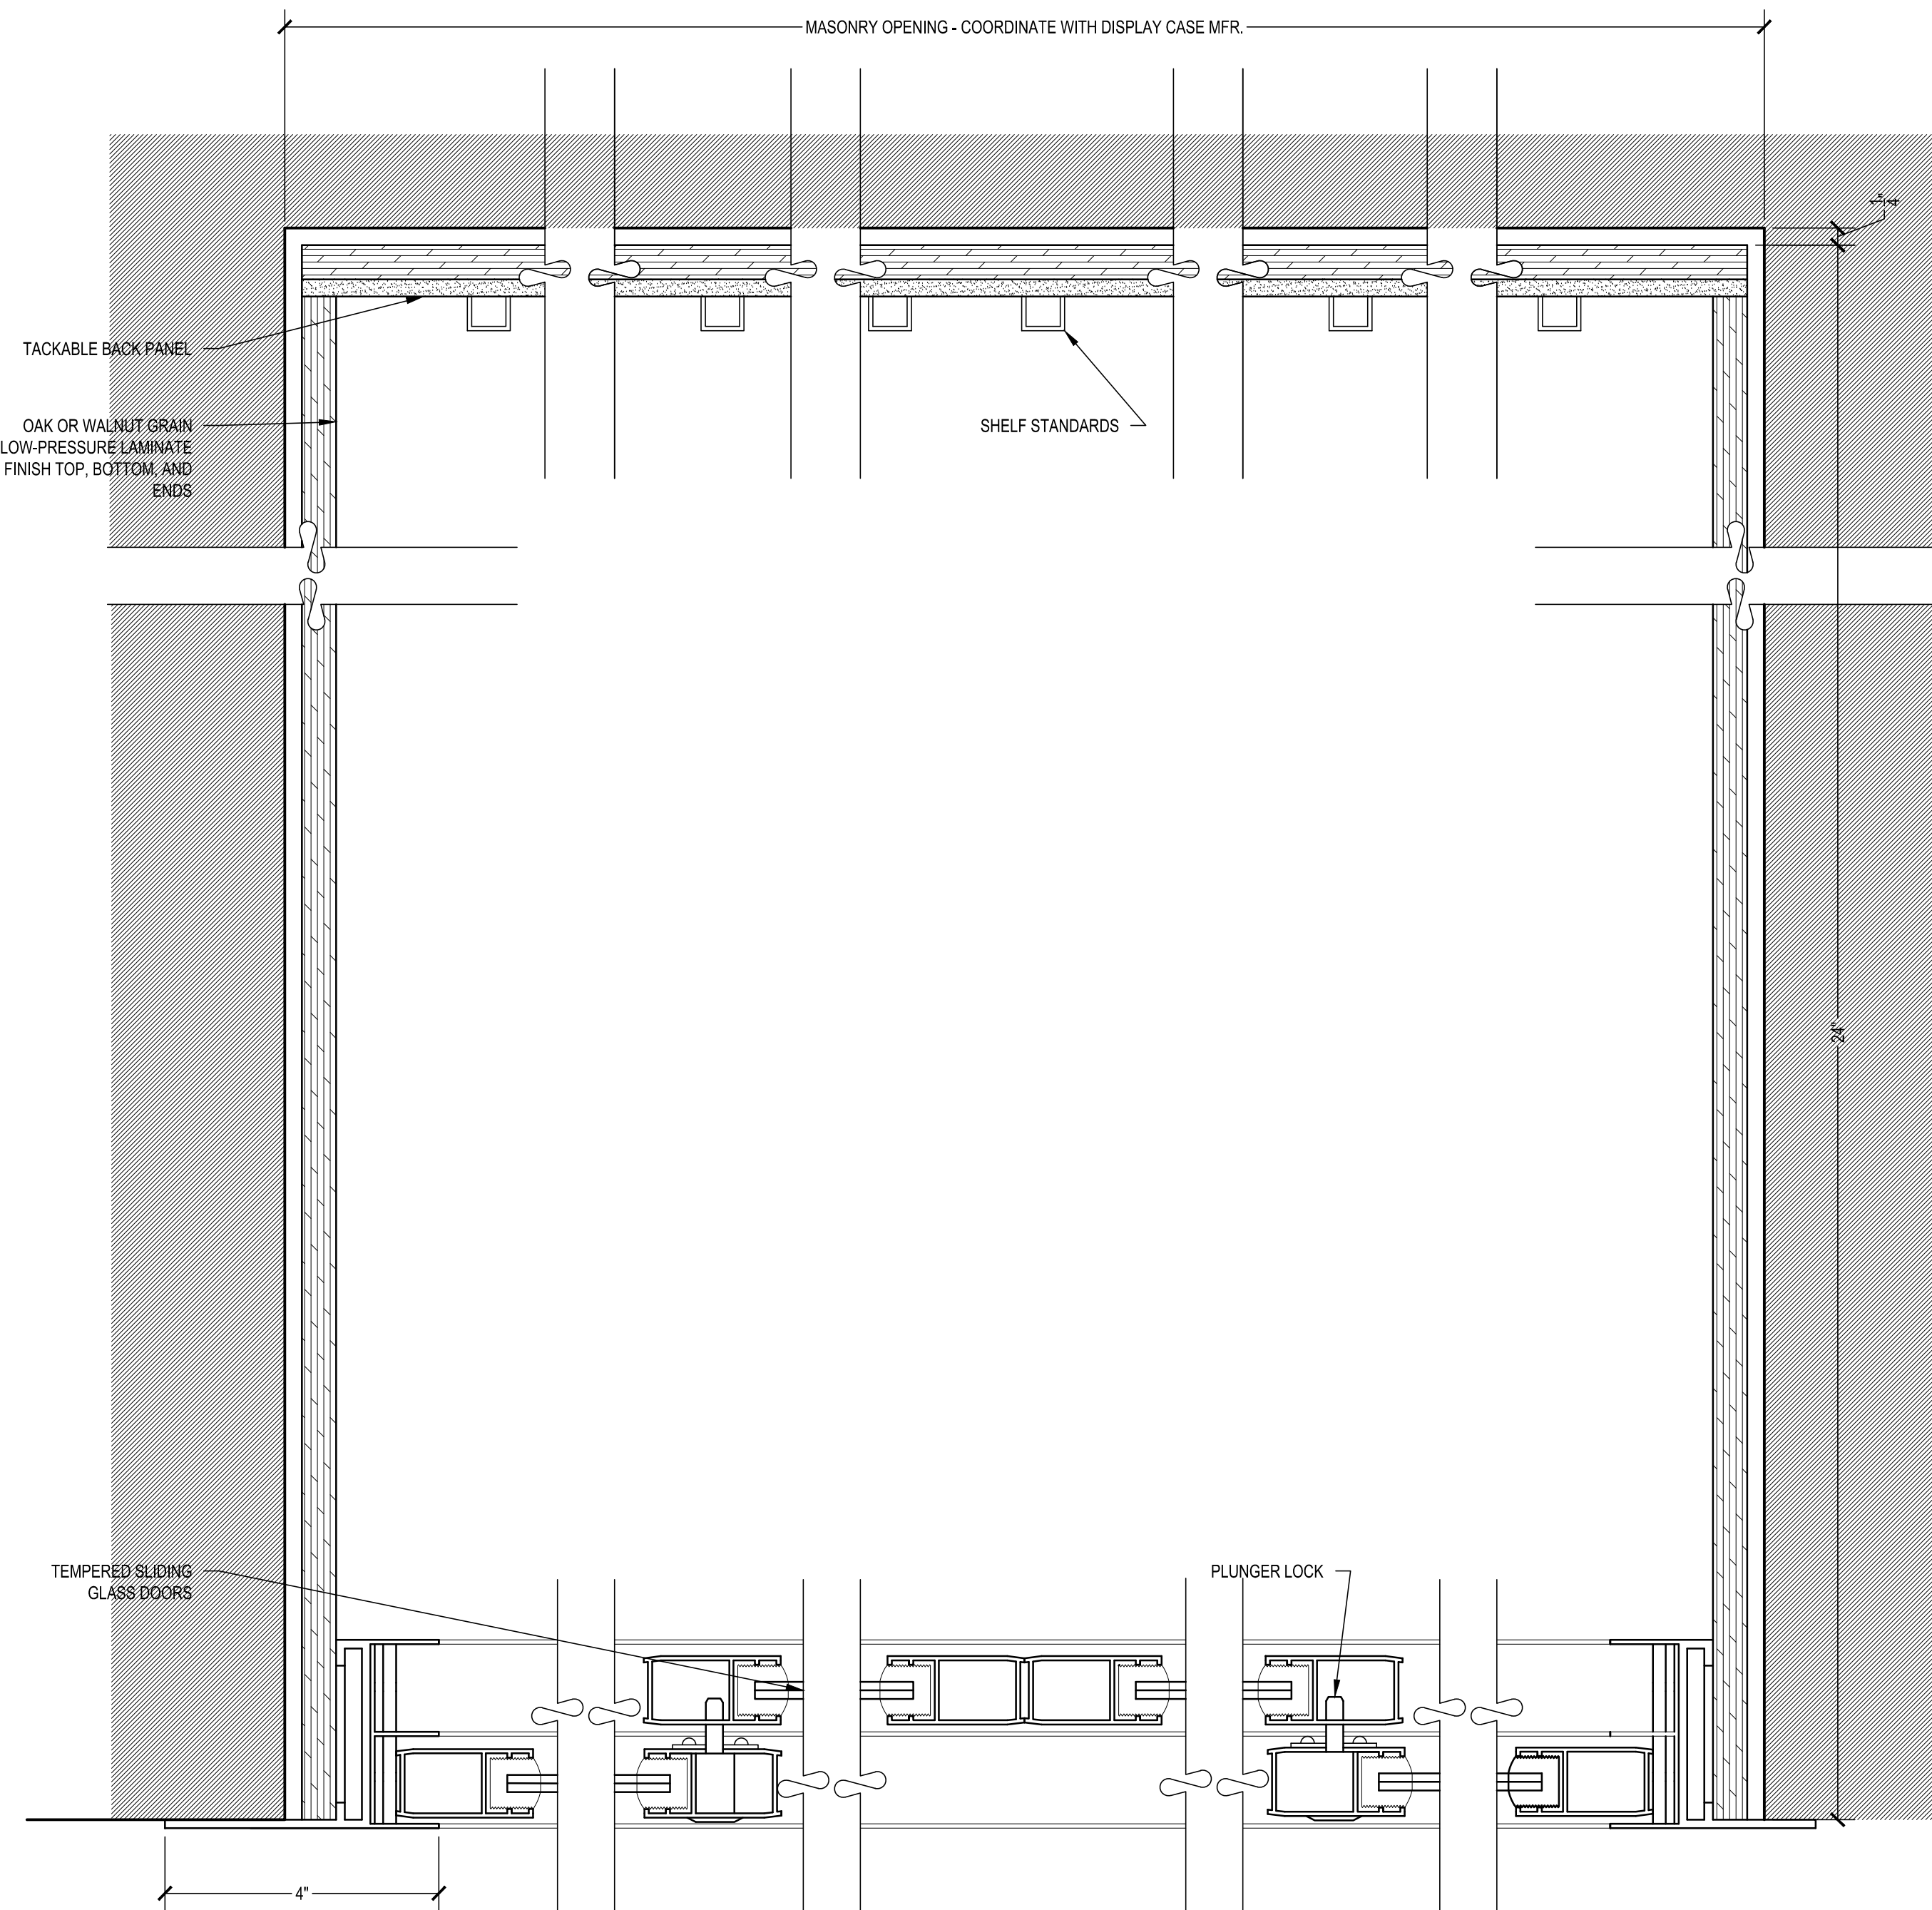 MASONRY OPENING - COORDINATE WITH DISPLAY CASE MFR.
1/4"
TACKABLE BACK PANEL
OAK OR WALNUT GRAIN
LOW-PRESSURE LAMINATE
FINISH TOP, BOTTOM, AND
ENDS
SHELF STANDARDS
24"
TEMPERED SLIDING
GLASS DOORS
PLUNGER LOCK
4"